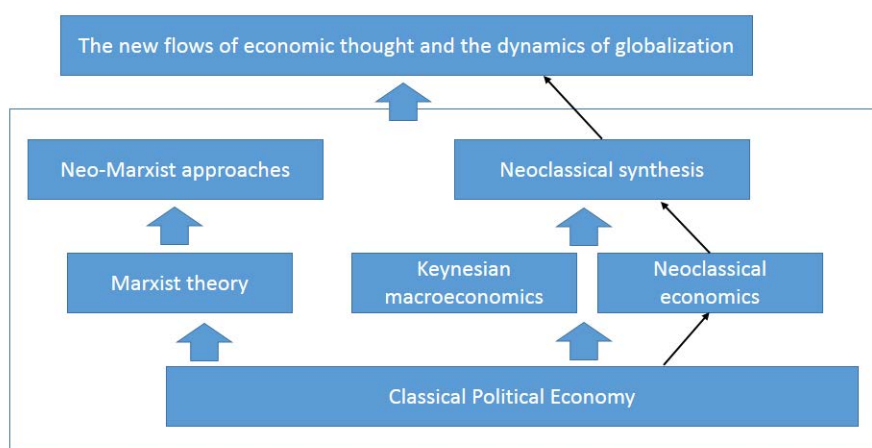 The new flows of economic thought and the dynamics of globalization
Neo-Marxist approaches
Neoclassical synthesis
Marxist theory
Keynesian
macroeconomics
Neoclassical
economics
Classical Political Economy